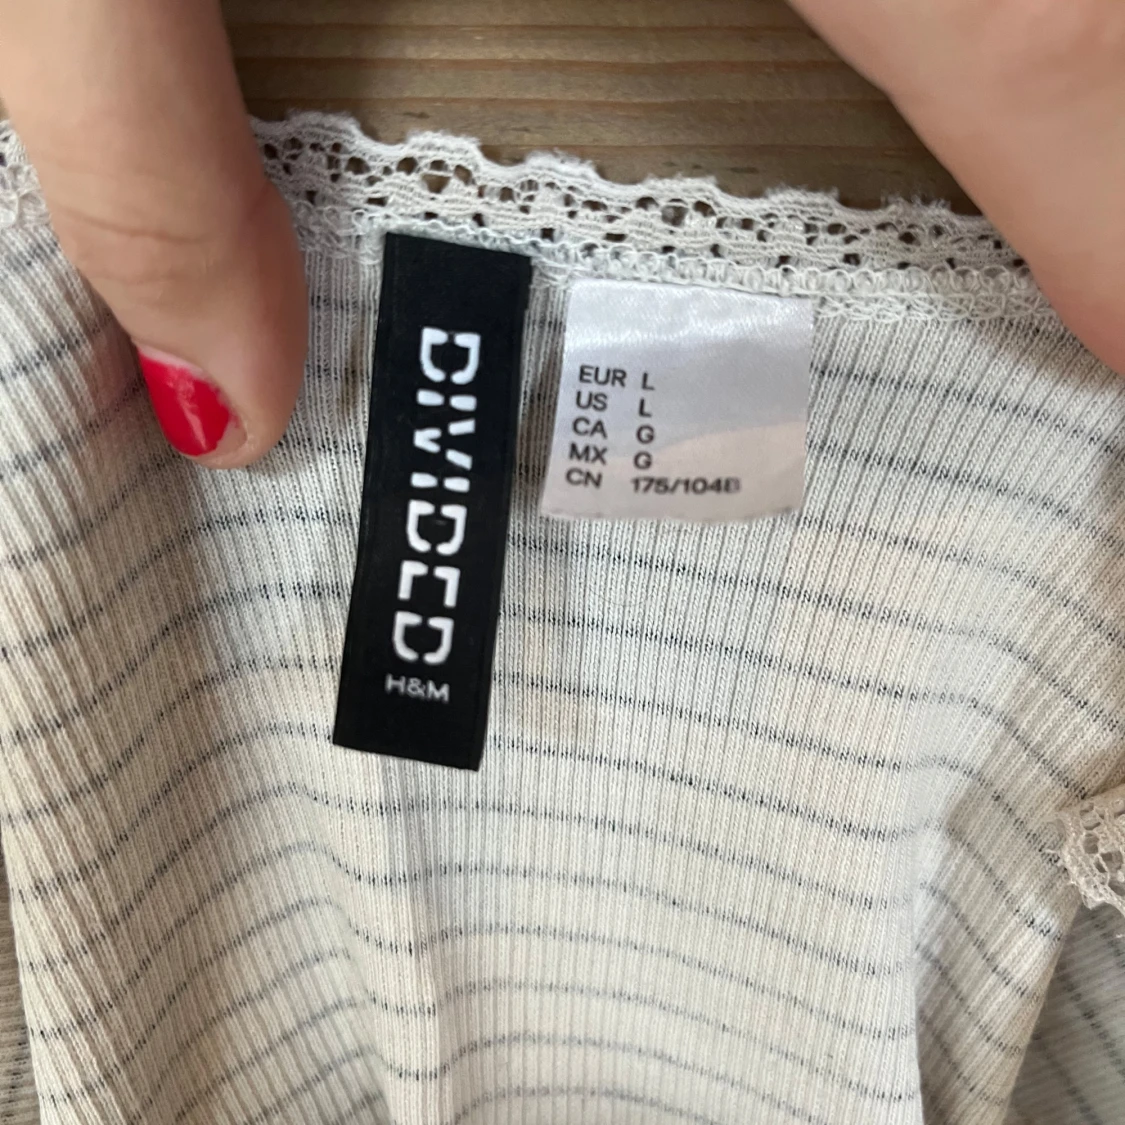 DIVIDED
H&M
EUR L
US L
CA G
MX G
CN 175/104B